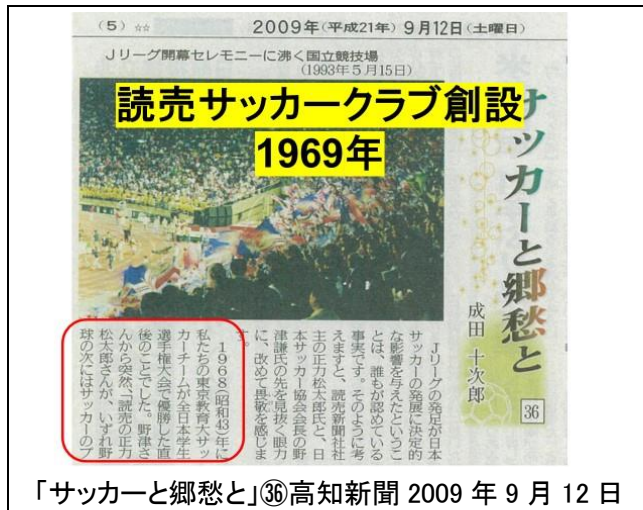 (5) ☆☆
2009年(平成21年)9月12日(土曜日)
Jリーグ開幕セレモニーに沸く国立競技場
(1993年5月15日)
読売サッカークラブ創設
1969年
サッカーと郷愁と
成田 十次郎
36
Jリーグの発足が日本
サッカーの発展に決定的
な影響を与えたというこ
とは、誰もが認めている
事実です。そのように考
えますと、読売新聞社社
主の正力松太郎氏と、日
本サッカー協会会長の野
津謙氏の先を見抜く眼力
に、改めて畏敬を感じま
す。
1968(昭和43)年に
私たちの東京教育大サッ
カーチームが全日本学生
選手権大会で優勝した直
後のことでした。野津さ
んから突然、「読売の正力
松太郎さんが、いずれ野
球の次にはサッカーのプ
「サッカーと郷愁と」㊱高知新聞 2009 年 9 月 12 日